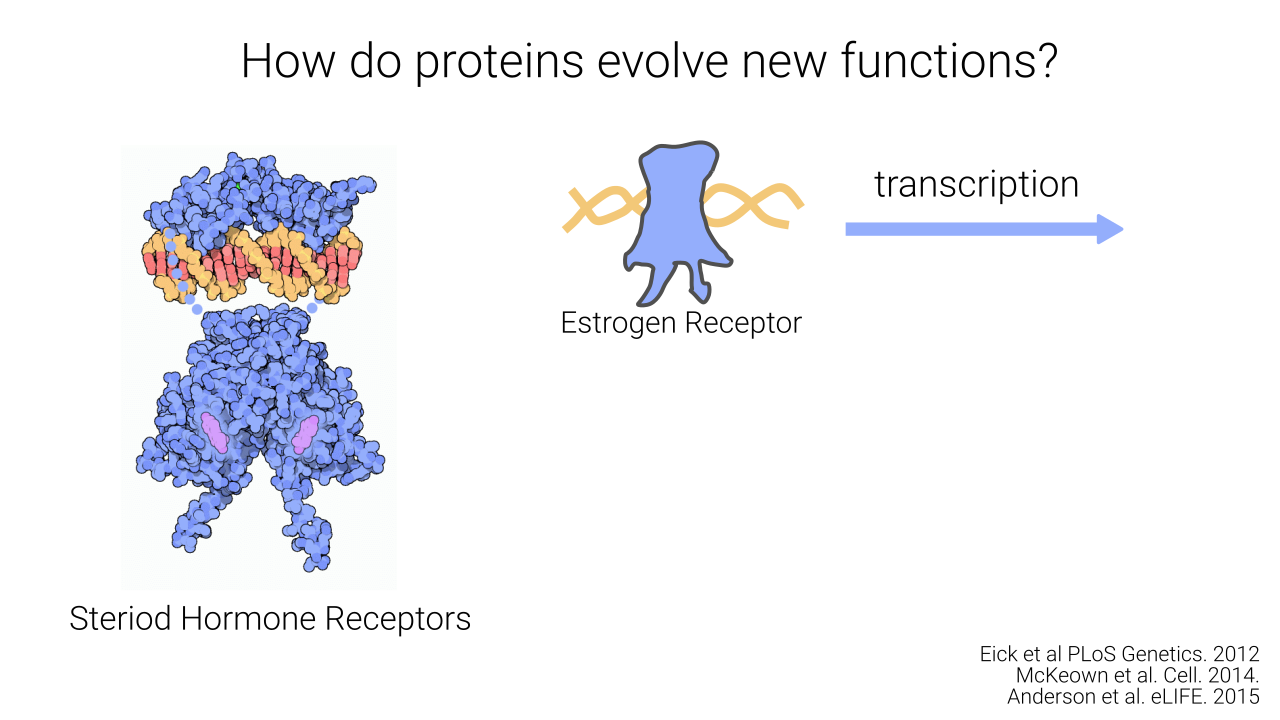 How do proteins evolve new functions?
transcription
Estrogen Receptor
Steriod Hormone Receptors
Eick et al PLoS Genetics. 2012
McKeown et al. Cell. 2014.
Anderson et al. eLIFE. 2015